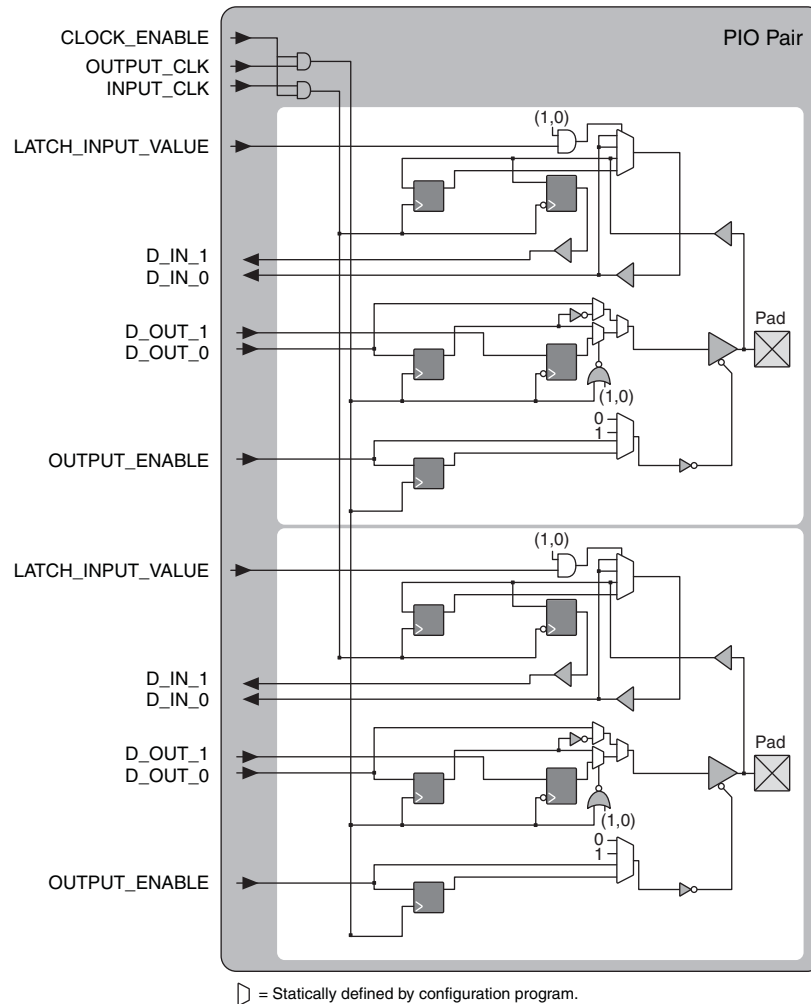 CLOCK_ENABLE
PIO Pair
OUTPUT_CLK
INPUT_CLK
(1,0)
LATCH_INPUT_VALUE
D_IN_1
D_IN_0
D_OUT_1
Pad
D_OUT_0
(1,0)
0
1
OUTPUT_ENABLE
(1,0)
LATCH_INPUT_VALUE
D_IN_1
D_IN_0
D_OUT_1
Pad
D_OUT_0
(1,0)
0
1
OUTPUT_ENABLE
= Statically defined by configuration program.